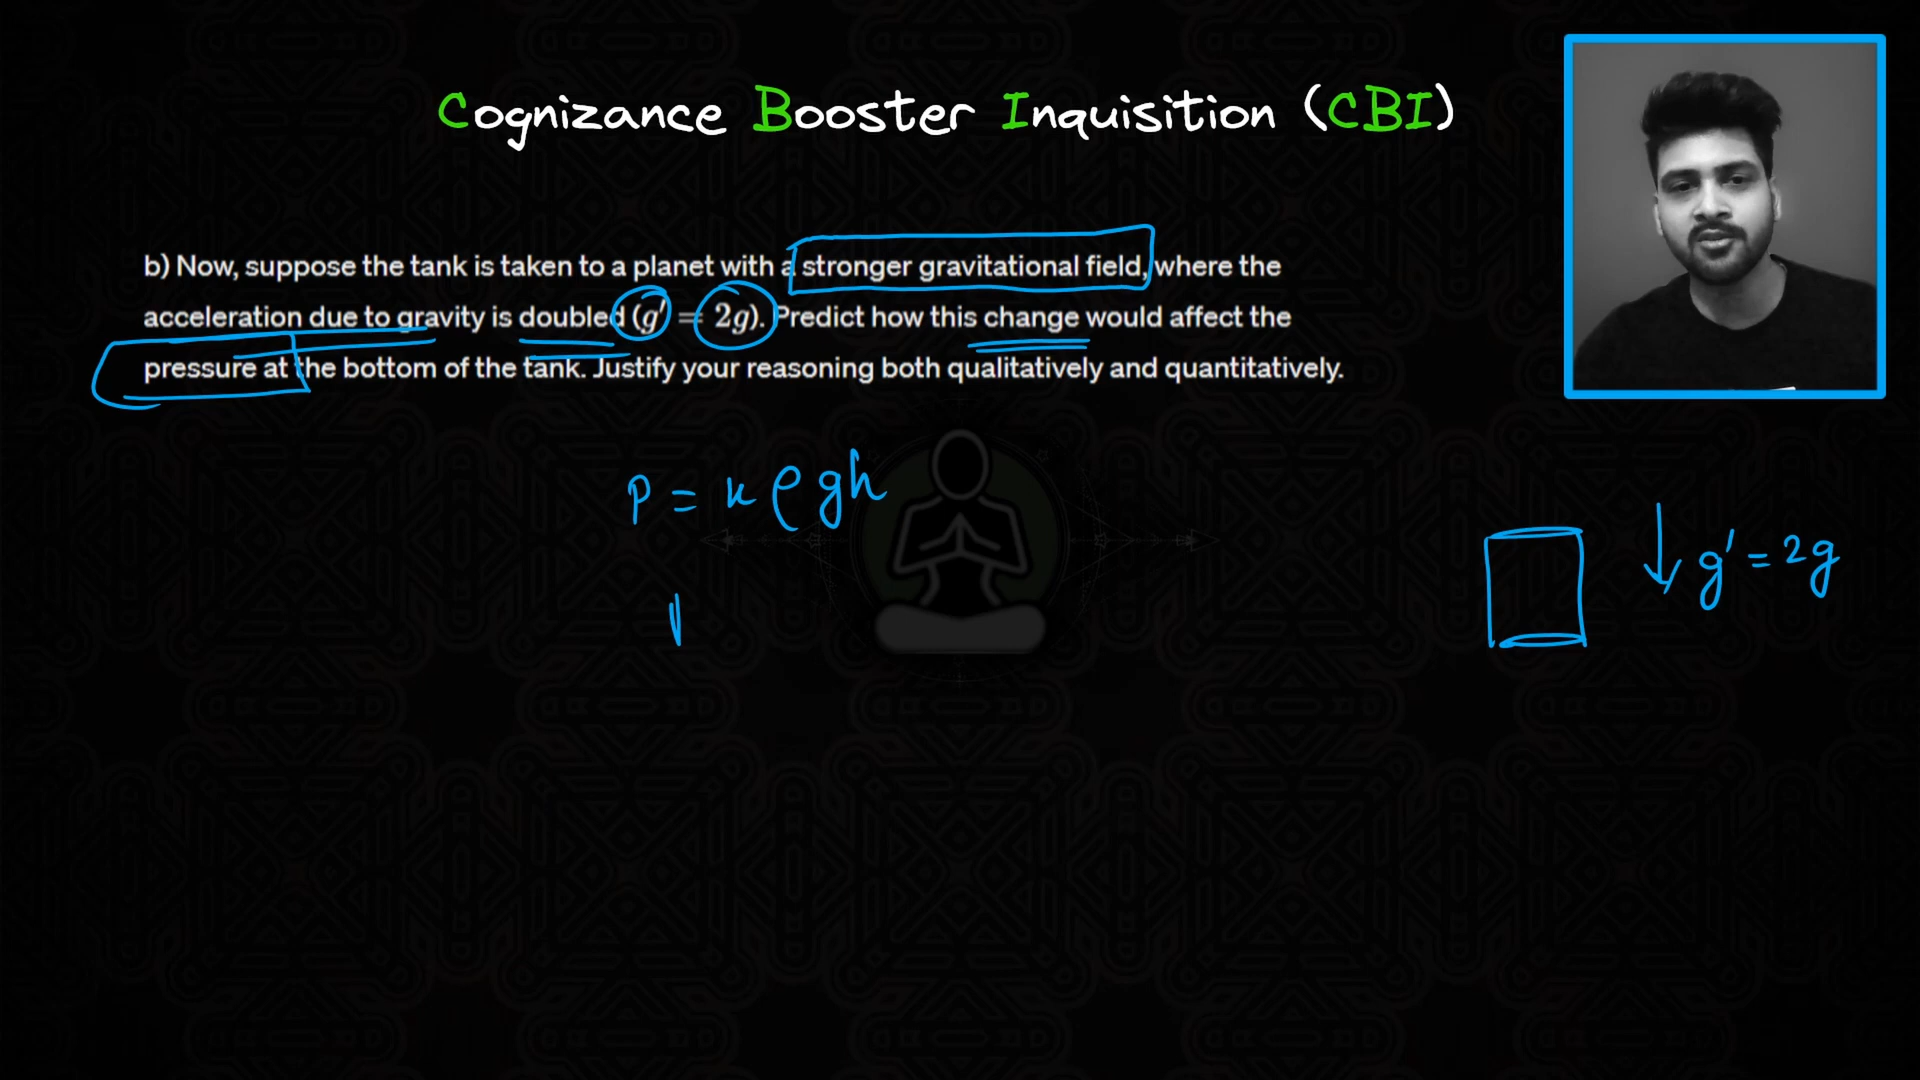 Cognizance Booster Inquisition (CBI)
b) Now, suppose the tank is taken to a planet with a stronger gravitational field, where the
acceleration due to gravity is doubled (g' = 2g). Predict how this change would affect the
pressure at the bottom of the tank. Justify your reasoning both qualitatively and quantitatively.
P = κ ρ g h
g' = 2g